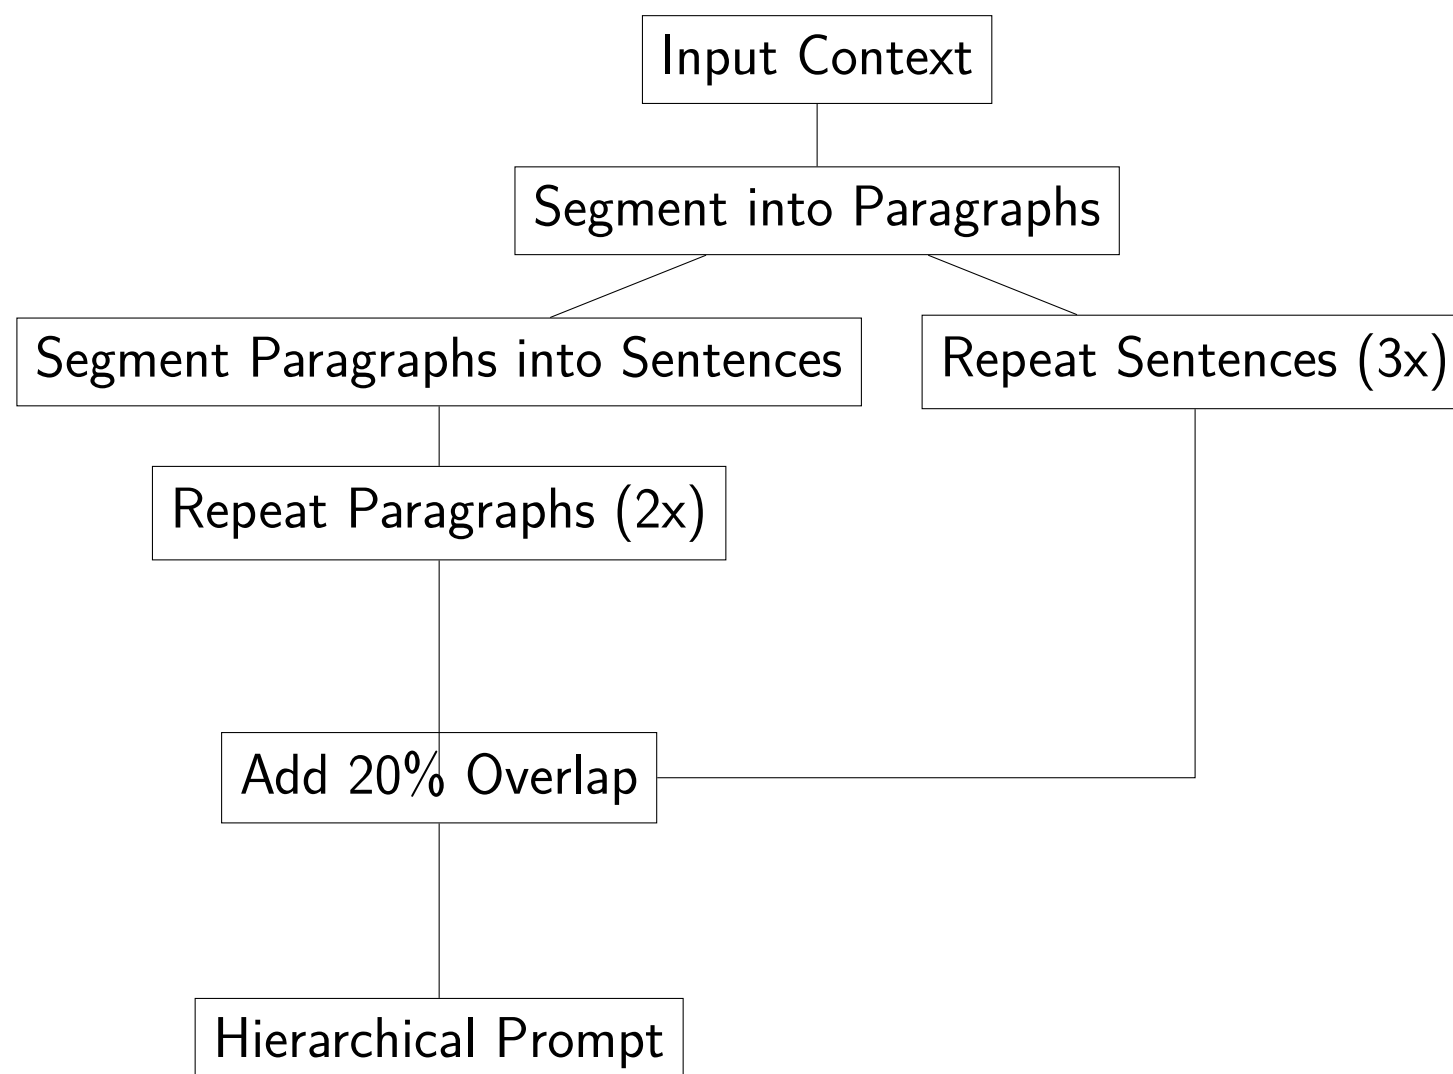 Input Context
Segment into Paragraphs
Segment Paragraphs into Sentences
Repeat Sentences (3x)
Repeat Paragraphs (2x)
Add 20% Overlap
Hierarchical Prompt